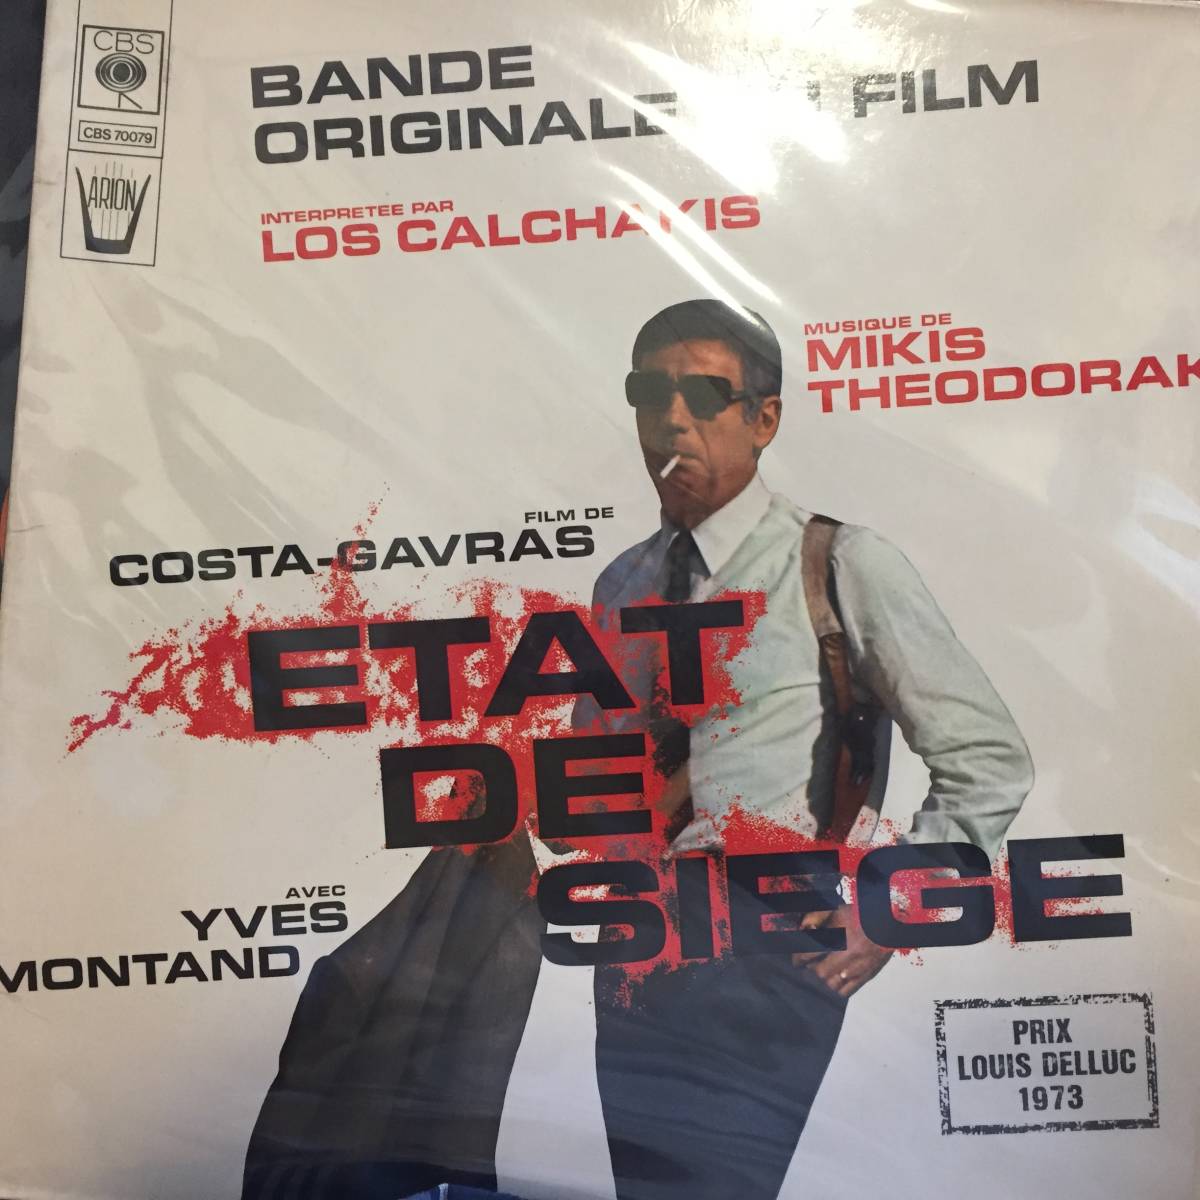 CBS
CBS 70079
ARION
BANDE
ORIGINALE FILM
INTERPRETEE PAR
LOS CALCHAKIS
MUSIQUE DE
MIKIS
THEODORAK
FILM DE
COSTA-GAVRAS
ETAT
DE
SIEGE
AVEC
YVES
MONTAND
PRIX
LOUIS DELLUC
1973